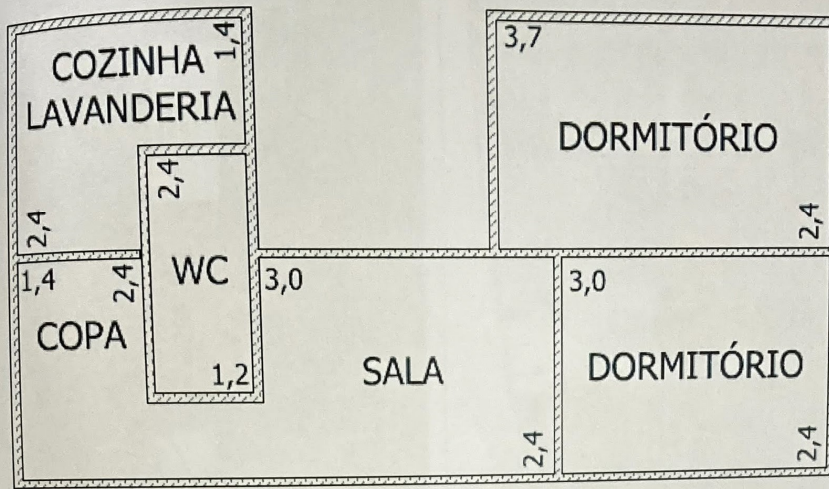 COZINHA
LAVANDERIA
1,4
2,4
3,7
DORMITÓRIO
2,4
2,4
WC
1,2
1,4
2,4
COPA
3,0
SALA
2,4
3,0
DORMITÓRIO
2,4